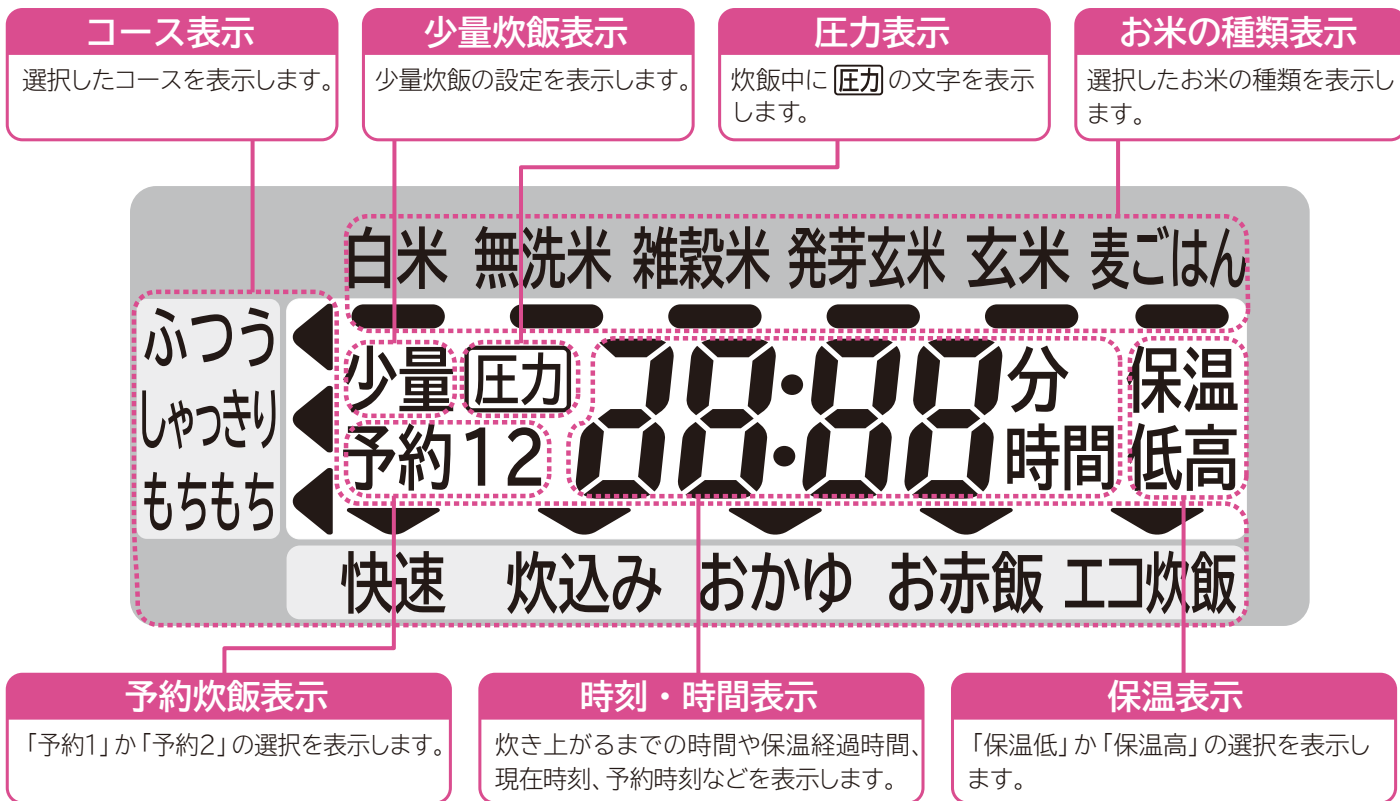 コース表示
選択したコースを表示します。
少量炊飯表示
少量炊飯の設定を表示します。
圧力表示
炊飯中に 圧力 の文字を表示
します。
お米の種類表示
選択したお米の種類を表示し
ます。
白米 無洗米 雑穀米 発芽玄米 玄米 麦ごはん
ふつう
しゃっきり
もちもち
少量 圧力 88:88 分 保温
予約12 時間 低高
快速 炊込み おかゆ お赤飯 エコ炊飯
予約炊飯表示
「予約1」か「予約2」の選択を表示します。
時刻・時間表示
炊き上がるまでの時間や保温経過時間、
現在時刻、予約時刻などを表示します。
保温表示
「保温低」か「保温高」の選択を表示し
ます。